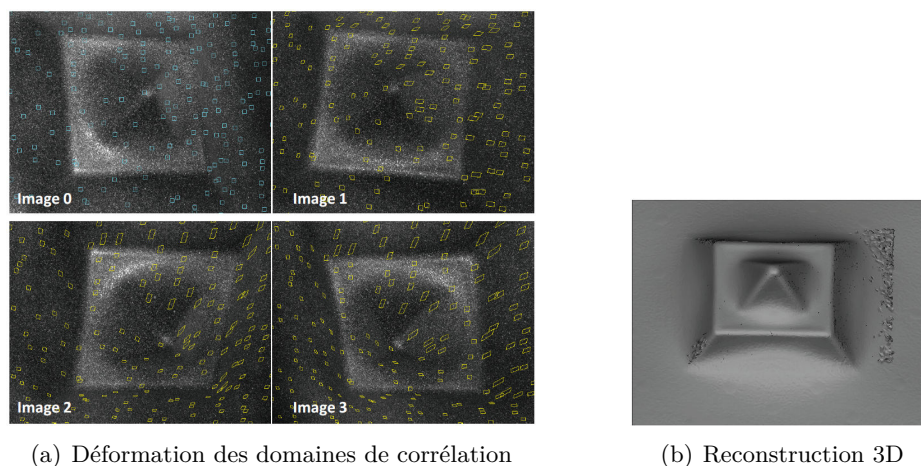 Image 0
Image 1
Image 2
Image 3
(a) Déformation des domaines de corrélation
(b) Reconstruction 3D